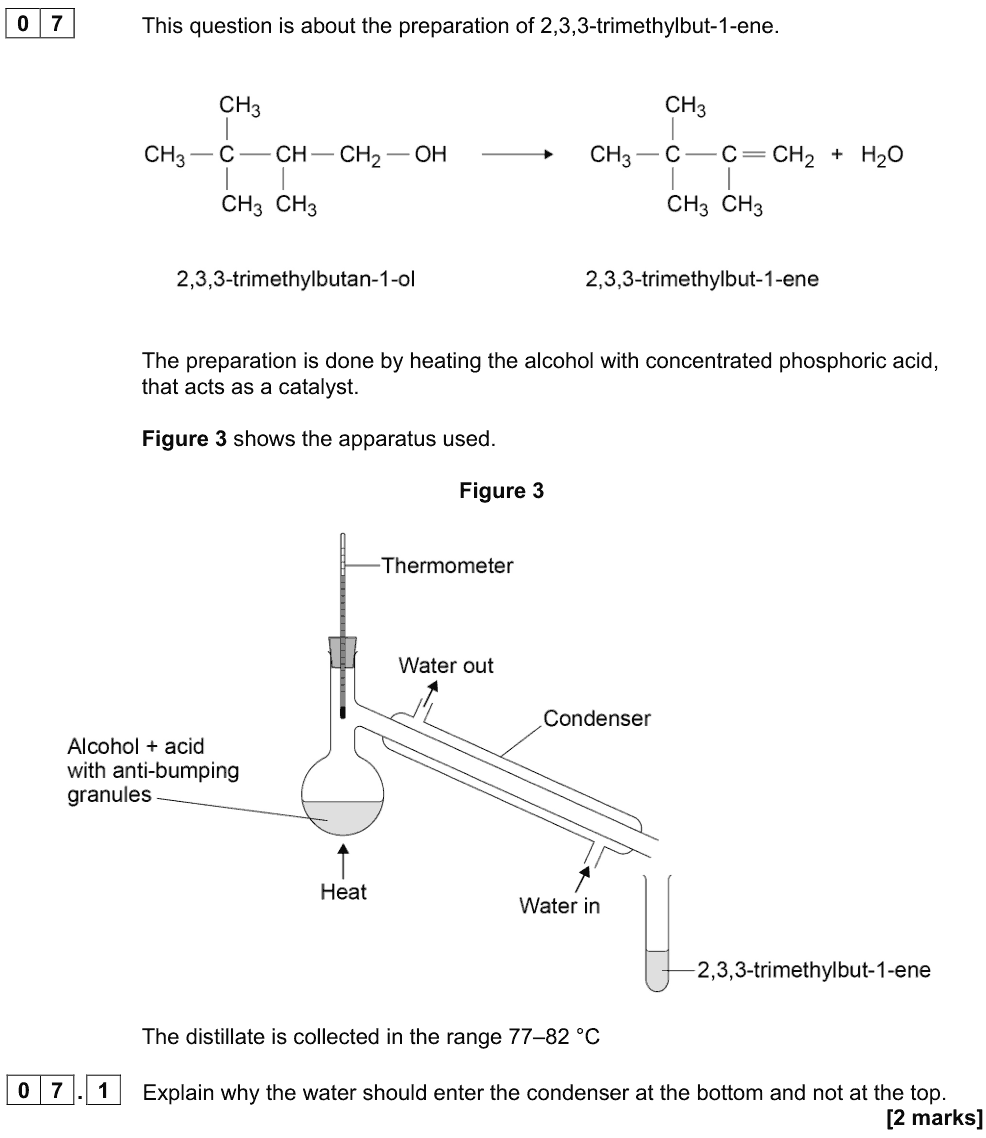 0 7 This question is about the preparation of 2,3,3-trimethylbut-1-ene.
CH₃ CH₃
CH₃—C—CH—CH₂—OH ⟶ CH₃—C—C=CH₂ + H₂O
CH₃ CH₃ CH₃ CH₃
2,3,3-trimethylbutan-1-ol 2,3,3-trimethylbut-1-ene
The preparation is done by heating the alcohol with concentrated phosphoric acid,
that acts as a catalyst.
Figure 3 shows the apparatus used.
Figure 3
Thermometer
Water out
Condenser
Alcohol + acid
with anti-bumping
granules
Heat
Water in
2,3,3-trimethylbut-1-ene
The distillate is collected in the range 77–82 °C
0 7 . 1 Explain why the water should enter the condenser at the bottom and not at the top.
[2 marks]